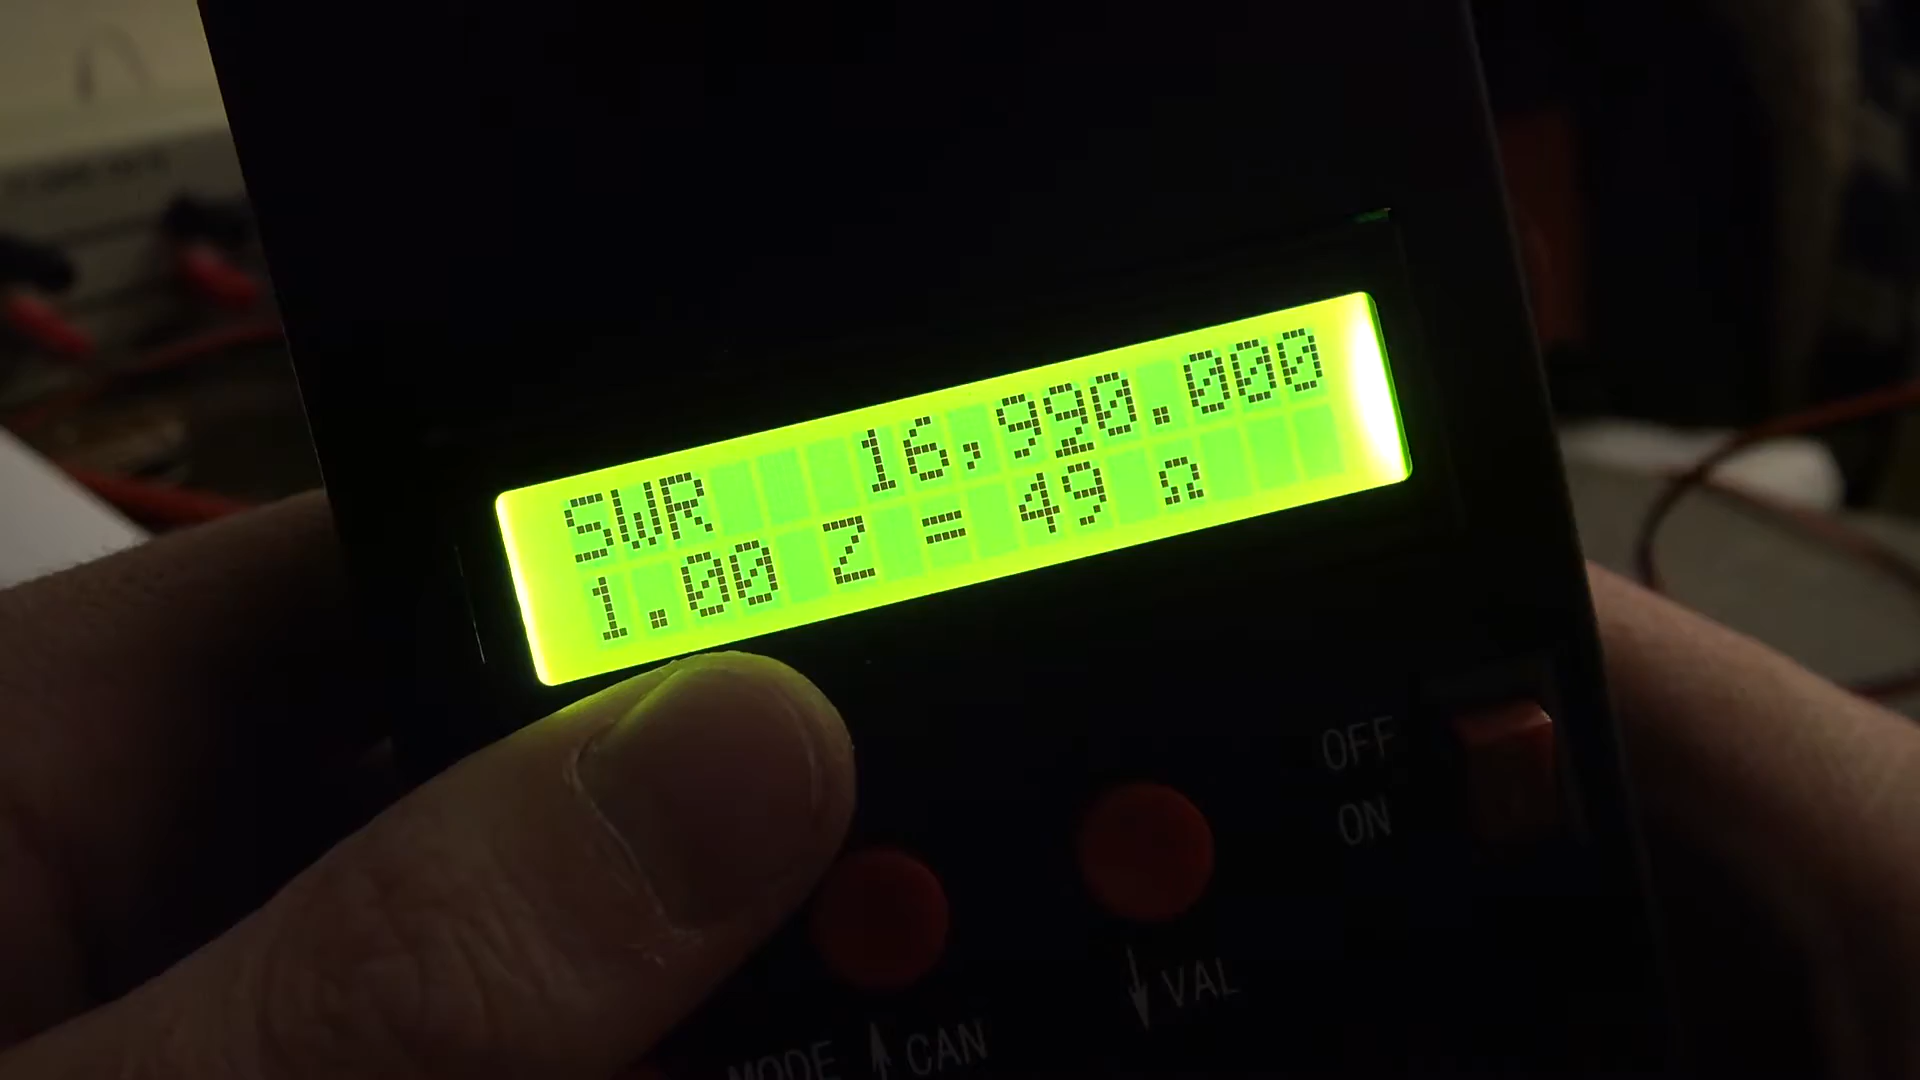 SWR 16,990.000
1.00 Z = 49 Ω
OFF
ON
↓ VAL
MODE ↑ CAN